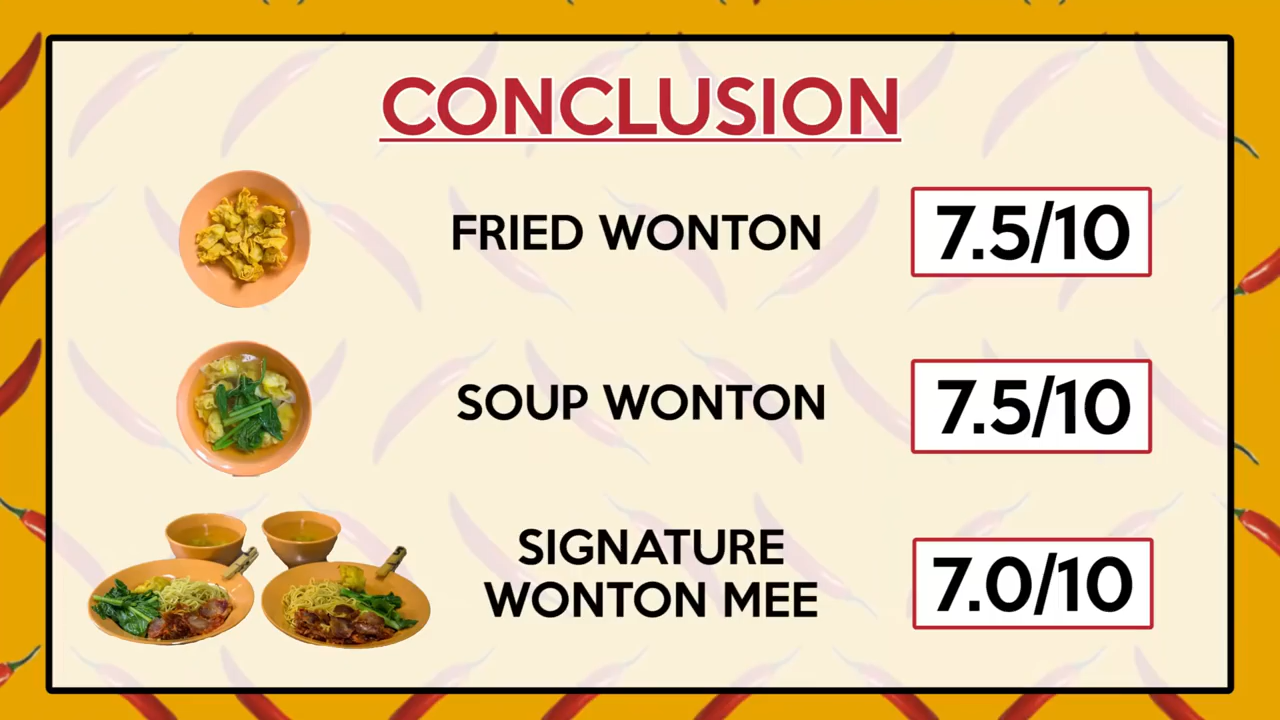 CONCLUSION
FRIED WONTON
7.5/10
SOUP WONTON
7.5/10
SIGNATURE
WONTON MEE
7.0/10